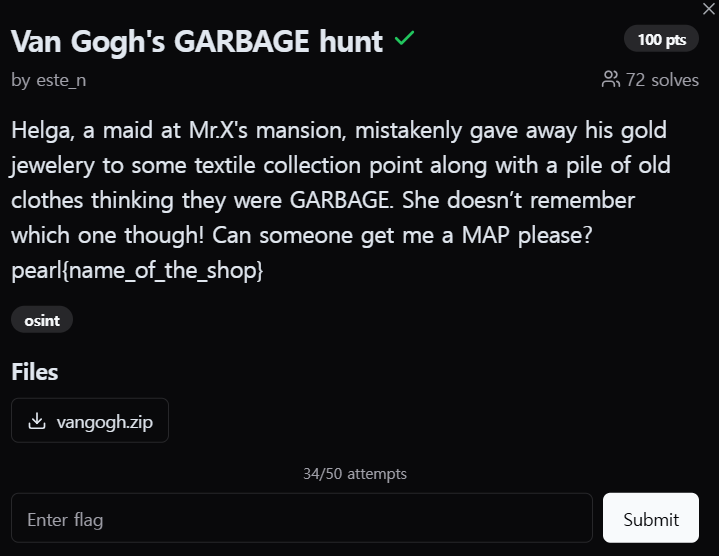 Van Gogh's GARBAGE hunt
100 pts
by este_n
72 solves
Helga, a maid at Mr.X's mansion, mistakenly gave away his gold
jewelery to some textile collection point along with a pile of old
clothes thinking they were GARBAGE. She doesn’t remember
which one though! Can someone get me a MAP please?
pearl{name_of_the_shop}
osint
Files
vangogh.zip
34/50 attempts
Enter flag
Submit